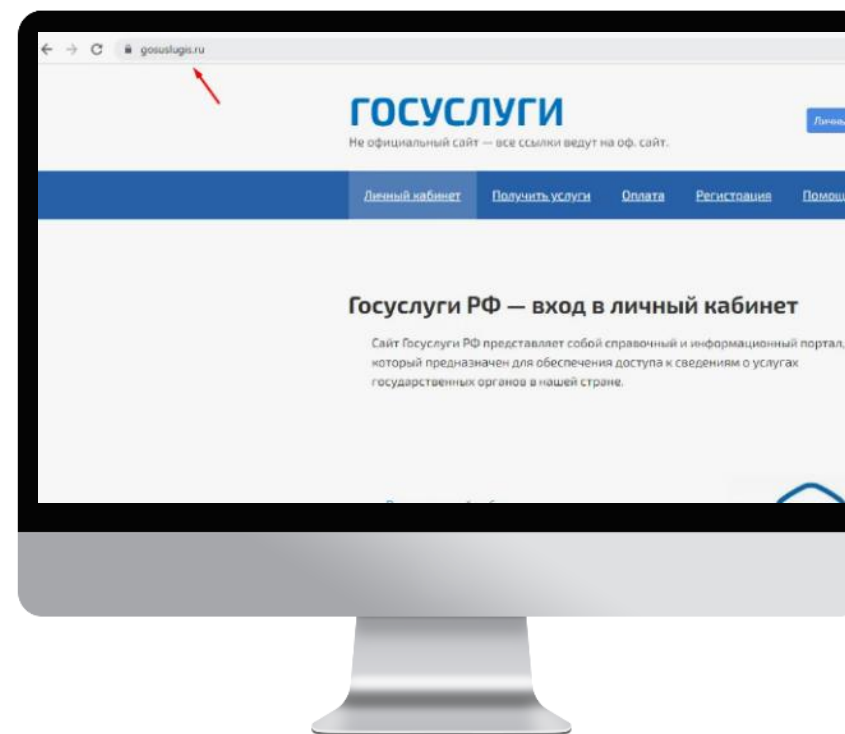 gosuslugis.ru
ГОСУСЛУГИ
Не официальный сайт — все ссылки ведут на оф. сайт.
Личный кабинет Получить услуги Оплата Регистрация
Госуслуги РФ — вход в личный кабинет
Сайт Госуслуги РФ представляет собой справочный и информационный портал,
который предназначен для обеспечения доступа к сведениям о услугах
государственных органов в нашей стране.